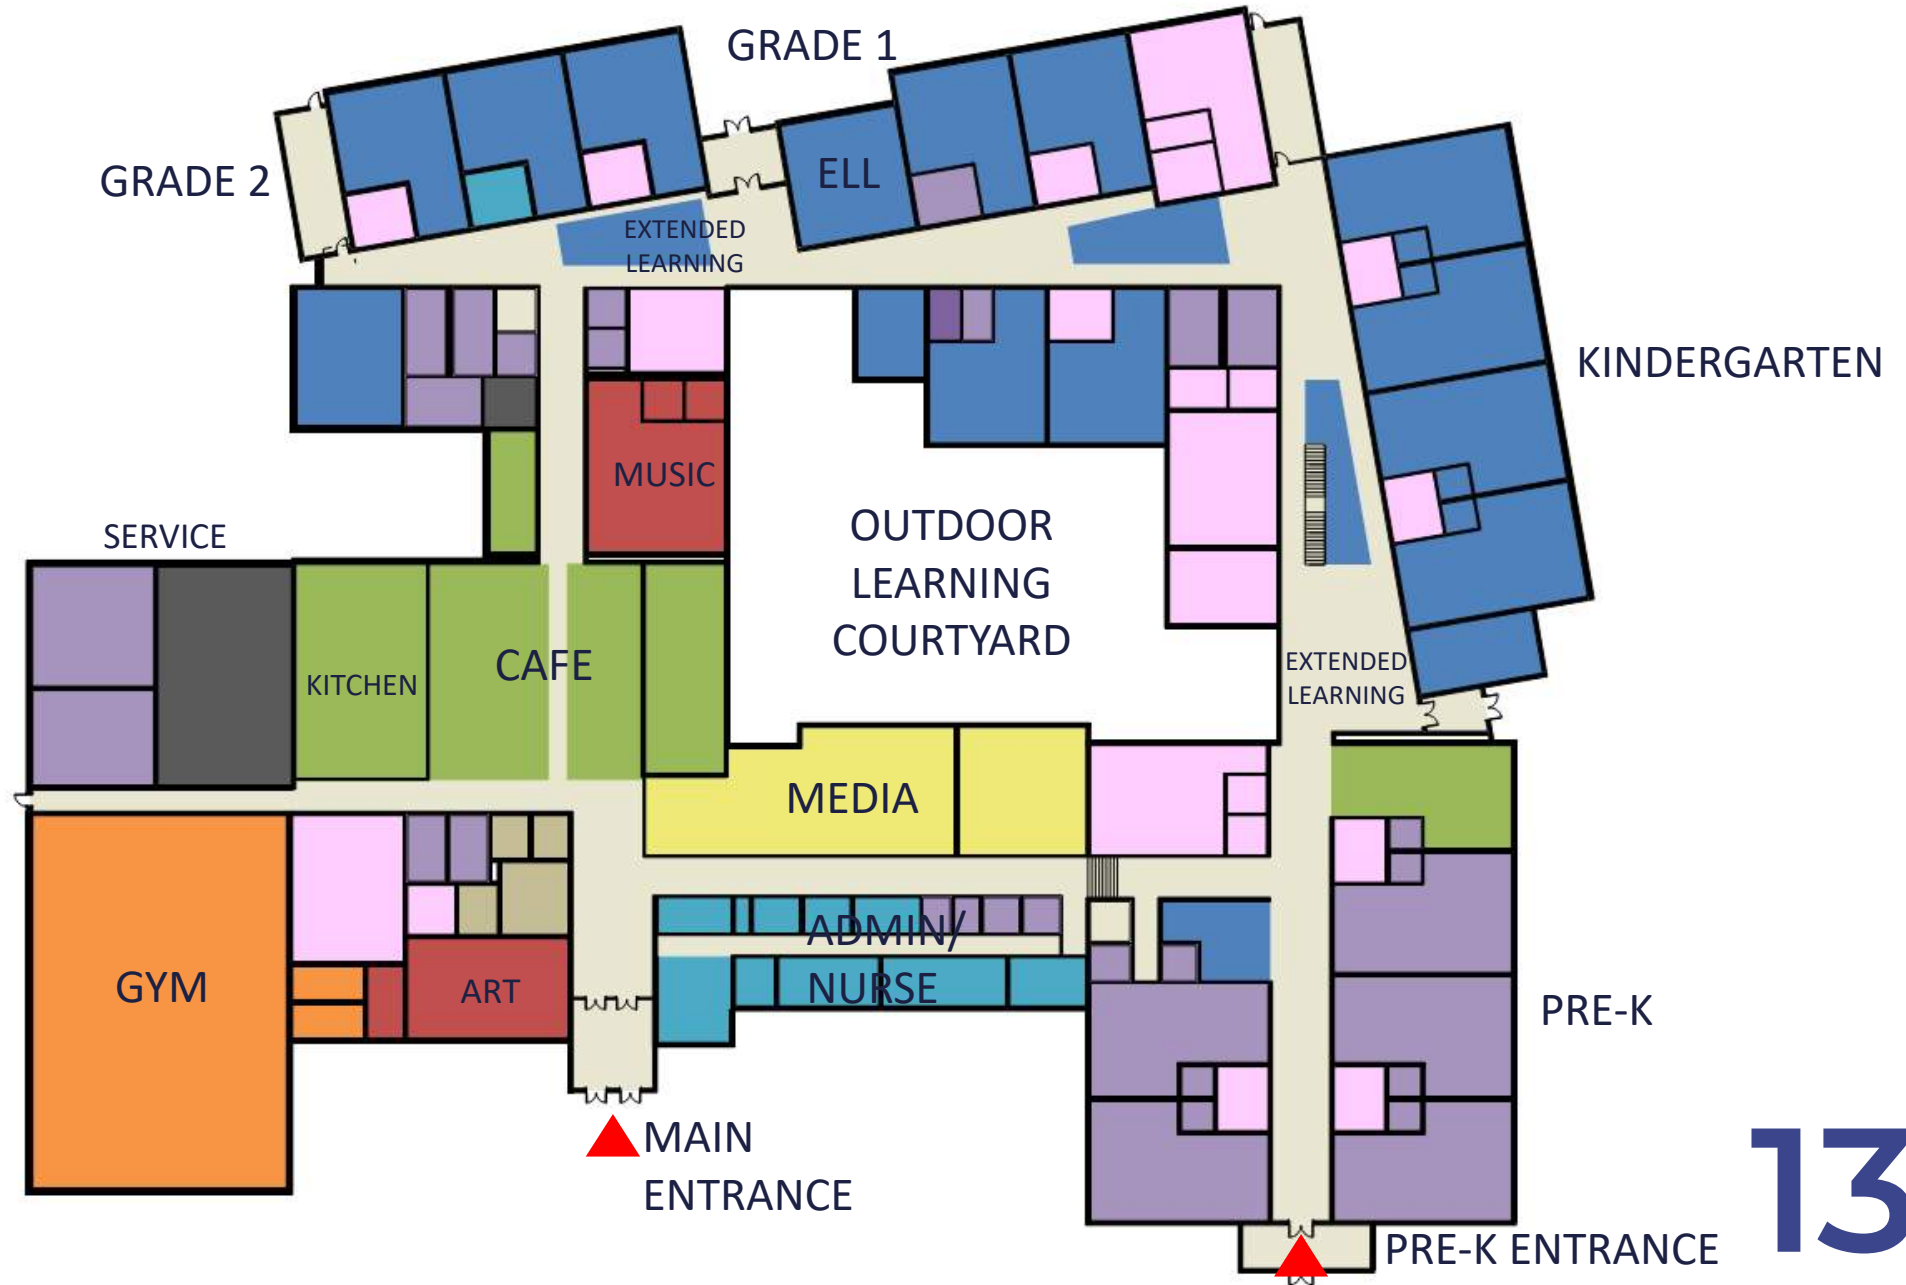 GRADE 1
GRADE 2
ELL
EXTENDED
LEARNING
KINDERGARTEN
MUSIC
SERVICE
OUTDOOR
LEARNING
COURTYARD
KITCHEN
CAFE
EXTENDED
LEARNING
MEDIA
ADMIN/
NURSE
GYM
ART
PRE-K
MAIN
ENTRANCE
PRE-K ENTRANCE
13